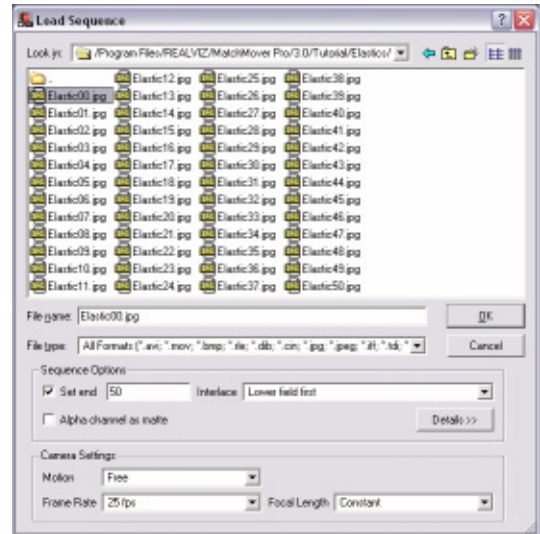 Load Sequence
Look in: /Program Files/REALVIZ/MatchMover Pro/3.0/Tutorial/Elastics/
. Elastic12.jpg Elastic25.jpg Elastic38.jpg
Elastic00.jpg Elastic13.jpg Elastic26.jpg Elastic39.jpg
Elastic01.jpg Elastic14.jpg Elastic27.jpg Elastic40.jpg
Elastic02.jpg Elastic15.jpg Elastic28.jpg Elastic41.jpg
Elastic03.jpg Elastic16.jpg Elastic29.jpg Elastic42.jpg
Elastic04.jpg Elastic17.jpg Elastic30.jpg Elastic43.jpg
Elastic05.jpg Elastic18.jpg Elastic31.jpg Elastic44.jpg
Elastic06.jpg Elastic19.jpg Elastic32.jpg Elastic45.jpg
Elastic07.jpg Elastic20.jpg Elastic33.jpg Elastic46.jpg
Elastic08.jpg Elastic21.jpg Elastic34.jpg Elastic47.jpg
Elastic09.jpg Elastic22.jpg Elastic35.jpg Elastic48.jpg
Elastic10.jpg Elastic23.jpg Elastic36.jpg Elastic49.jpg
Elastic11.jpg Elastic24.jpg Elastic37.jpg Elastic50.jpg
File name: Elastic00.jpg OK
File type: All Formats (*.avi; *.mov; *.bmp; *.rle; *.dib; *.cin; *.jpg; *.jpeg; *.iff; *.tdi; * Cancel
Sequence Options
Set end 50 Interlace Lower field first
Alpha channel as matte Details >>
Camera Settings
Motion Free
Frame Rate 25 fps Focal Length Constant